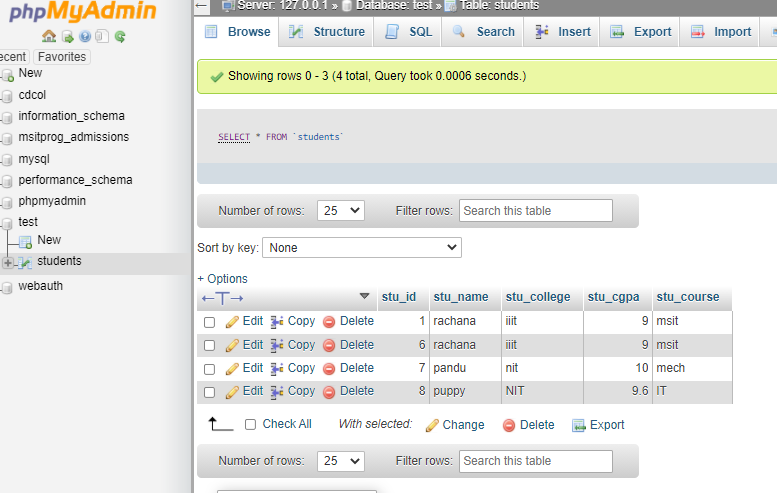 phpMyAdmin
ecent Favorites
New
cdcol
information_schema
msitprog_admissions
mysql
performance_schema
phpmyadmin
test
New
students
webauth
Server: 127.0.0.1 » Database: test » Table: students
Browse Structure SQL Search Insert Export Import
Showing rows 0 - 3 (4 total, Query took 0.0006 seconds.)
SELECT * FROM `students`
Number of rows: 25 Filter rows: Search this table
Sort by key: None
+ Options
←T→ stu_id stu_name stu_college stu_cgpa stu_course
Edit Copy Delete 1 rachana iiit 9 msit
Edit Copy Delete 6 rachana iiit 9 msit
Edit Copy Delete 7 pandu nit 10 mech
Edit Copy Delete 8 puppy NIT 9.6 IT
Check All With selected: Change Delete Export
Number of rows: 25 Filter rows: Search this table